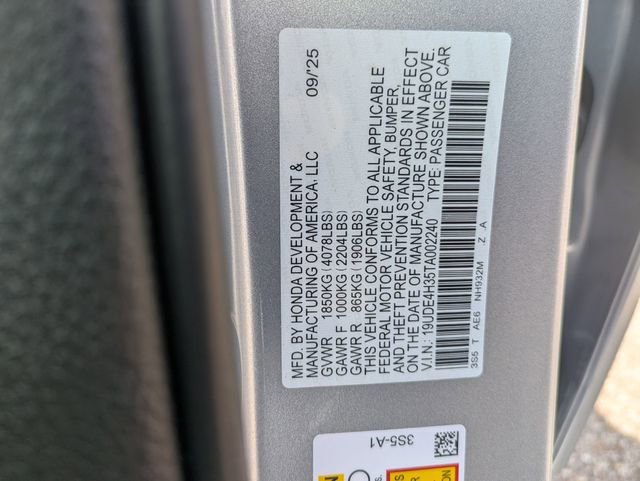 MFD. BY HONDA DEVELOPMENT &
MANUFACTURING OF AMERICA, LLC 09/'25
GVWR 1850KG(4078LBS)
GAWR F 1000KG(2204LBS)
GAWR R 865KG(1906LBS)
THIS VEHICLE CONFORMS TO ALL APPLICABLE
FEDERAL MOTOR VEHICLE SAFETY, BUMPER,
AND THEFT PREVENTION STANDARDS IN EFFECT
ON THE DATE OF MANUFACTURE SHOWN ABOVE.
V.I.N.: 19UDE4H35TA002240 TYPE: PASSENGER CAR
3S5 T AE6 NH932M Z A
3S5-A1